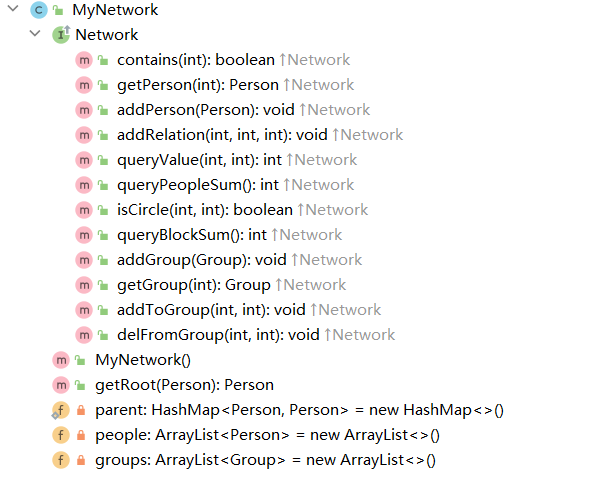 MyNetwork
Network
contains(int): boolean ↑Network
getPerson(int): Person ↑Network
addPerson(Person): void ↑Network
addRelation(int, int, int): void ↑Network
queryValue(int, int): int ↑Network
queryPeopleSum(): int ↑Network
isCircle(int, int): boolean ↑Network
queryBlockSum(): int ↑Network
addGroup(Group): void ↑Network
getGroup(int): Group ↑Network
addToGroup(int, int): void ↑Network
delFromGroup(int, int): void ↑Network
MyNetwork()
getRoot(Person): Person
parent: HashMap<Person, Person> = new HashMap<>()
people: ArrayList<Person> = new ArrayList<>()
groups: ArrayList<Group> = new ArrayList<>()